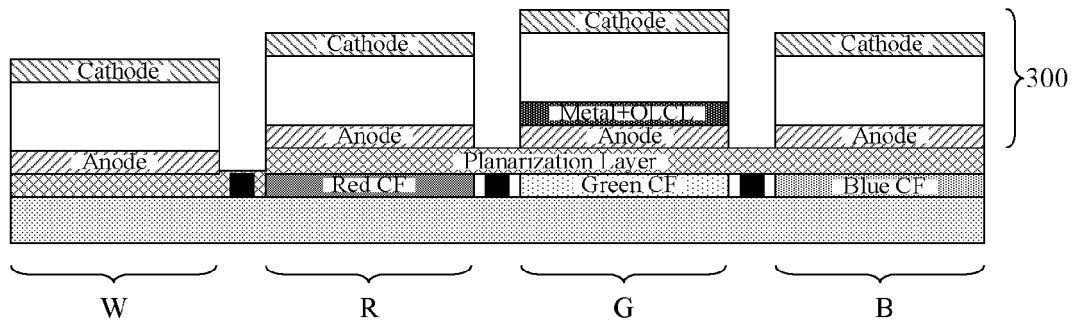 Cathode
Cathode
Cathode
Cathode
300
Metal+OLCL
Anode
Anode
Anode
Anode
Planarization Layer
Red CF
Green CF
Blue CF
W
R
G
B